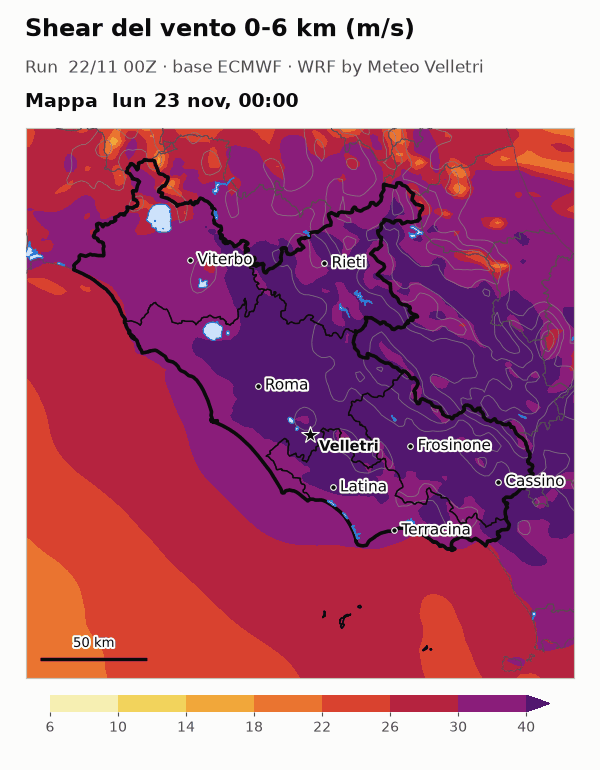 Shear del vento 0-6 km (m/s)
Run  22/11 00Z · base ECMWF · WRF by Meteo Velletri
Mappa  lun 23 nov, 00:00
Viterbo
Rieti
Roma
Velletri
Frosinone
Latina
Cassino
Terracina
50 km
6 10 14 18 22 26 30 40